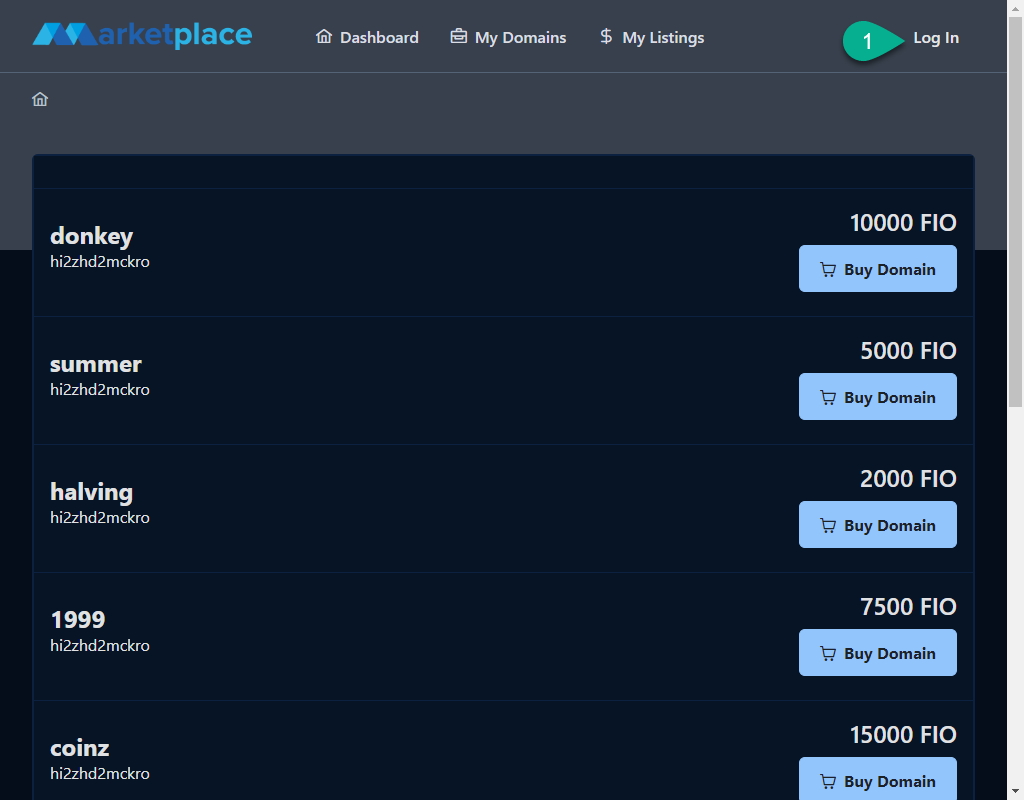 Marketplace
Dashboard
My Domains
My Listings
1
Log In
donkey
hi2zhd2mckro
10000 FIO
Buy Domain
summer
hi2zhd2mckro
5000 FIO
Buy Domain
halving
hi2zhd2mckro
2000 FIO
Buy Domain
1999
hi2zhd2mckro
7500 FIO
Buy Domain
coinz
hi2zhd2mckro
15000 FIO
Buy Domain